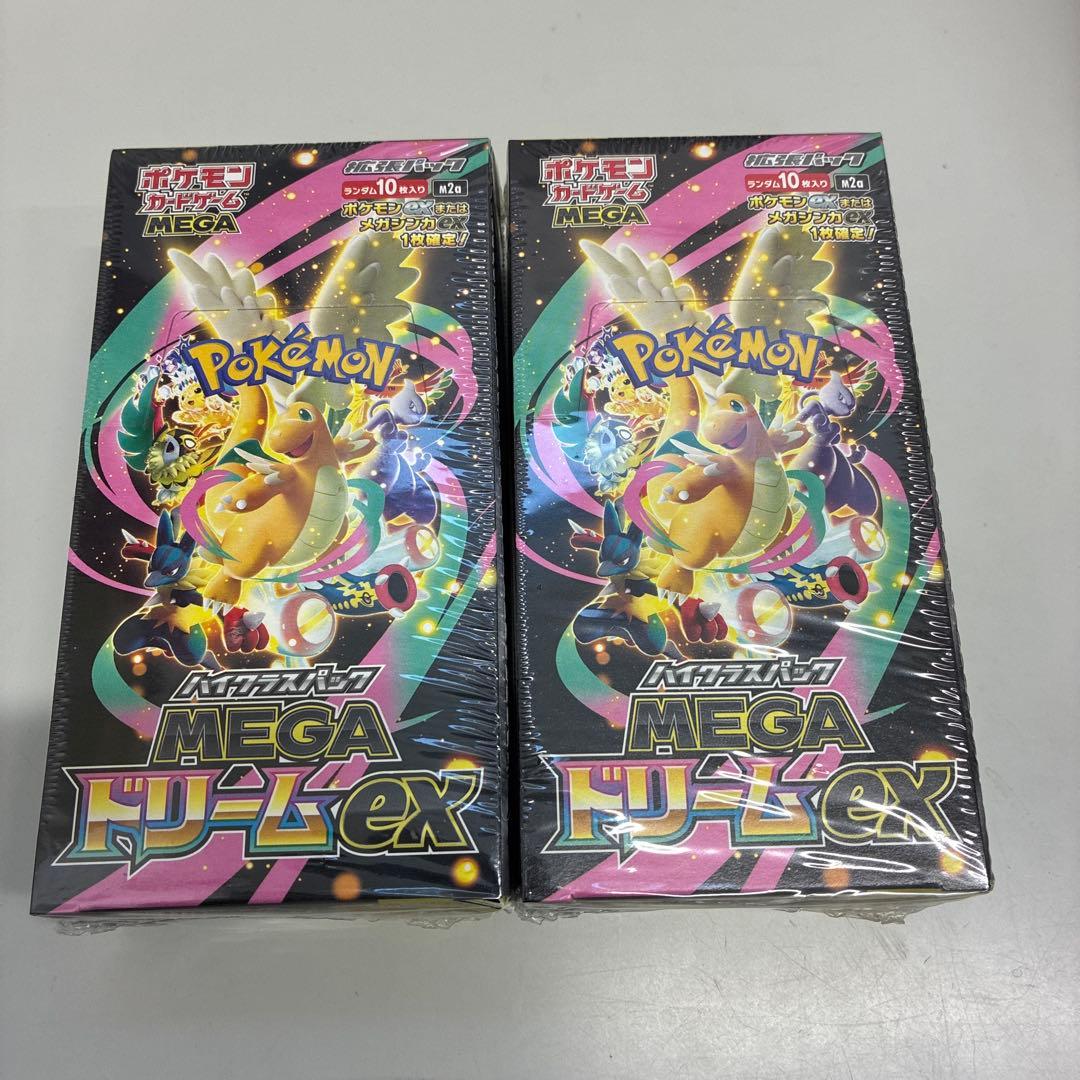 ポケモン
カードゲーム
MEGA
拡張パック
ランダム10枚入り M2a
ポケモンexまたは
メガシンカex
1枚確定!
POKéMON
TM
ハイクラスパック
MEGA
ドリームex
ポケモン
カードゲーム
MEGA
拡張パック
ランダム10枚入り M2a
ポケモンexまたは
メガシンカex
1枚確定!
POKéMON
TM
ハイクラスパック
MEGA
ドリームex